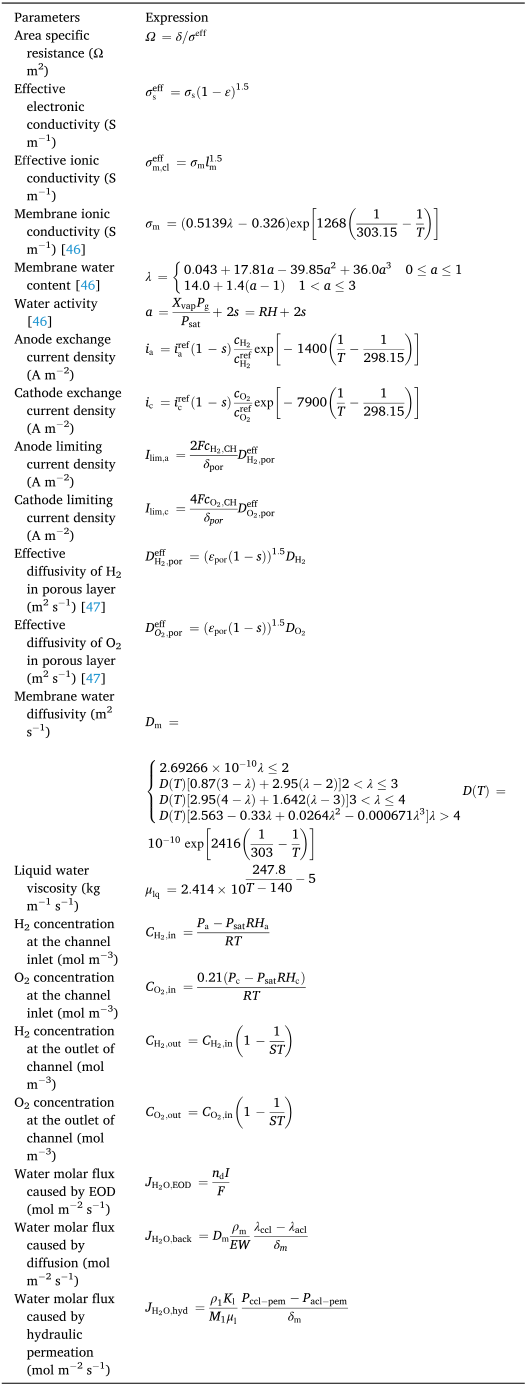 Parameters Expression
Area specific Ω = δ/σ^eff
resistance (Ω
m²)
Effective σ_s^eff = σ_s(1 − ε)^1.5
electronic
conductivity (S
m⁻¹)
Effective ionic σ_m,cl^eff = σ_m l_m^1.5
conductivity (S
m⁻¹)
Membrane ionic σ_m = (0.5139λ − 0.326)exp[1268(1/303.15 − 1/T)]
conductivity (S
m⁻¹) [46]
Membrane water λ = { 0.043 + 17.81a − 39.85a² + 36.0a³ 0 ≤ a ≤ 1
content [46] 14.0 + 1.4(a − 1) 1 < a ≤ 3
Water activity a = X_vap P_g/P_sat + 2s = RH + 2s
[46]
Anode exchange i_a = i_a^ref(1 − s) c_H₂/c_H₂^ref exp[− 1400(1/T − 1/298.15)]
current density
(A m⁻²)
Cathode exchange i_c = i_c^ref(1 − s) c_O₂/c_O₂^ref exp[− 7900(1/T − 1/298.15)]
current density
(A m⁻²)
Anode limiting I_lim,a = 2Fc_H₂,CH/δ_por D_H₂,por^eff
current density
(A m⁻²)
Cathode limiting I_lim,c = 4Fc_O₂,CH/δ_por D_O₂,por^eff
current density
(A m⁻²)
Effective D_H₂,por^eff = (ε_por(1 − s))^1.5 D_H₂
diffusivity of H₂
in porous layer
(m² s⁻¹) [47]
Effective D_O₂,por^eff = (ε_por(1 − s))^1.5 D_O₂
diffusivity of O₂
in porous layer
(m² s⁻¹) [47]
Membrane water D_m =
diffusivity (m²
s⁻¹)
{ 2.69266 × 10⁻¹⁰λ ≤ 2
D(T)[0.87(3 − λ) + 2.95(λ − 2)]2 < λ ≤ 3 D(T) =
D(T)[2.95(4 − λ) + 1.642(λ − 3)]3 < λ ≤ 4
D(T)[2.563 − 0.33λ + 0.0264λ² − 0.000671λ³]λ > 4
10⁻¹⁰ exp[2416(1/303 − 1/T)]
Liquid water μ_lq = 2.414 × 10^(247.8/(T − 140) − 5)
viscosity (kg
m⁻¹ s⁻¹)
H₂ concentration C_H₂,in = (P_a − P_sat RH_a)/RT
at the channel
inlet (mol m⁻³)
O₂ concentration C_O₂,in = 0.21(P_c − P_sat RH_c)/RT
at the channel
inlet (mol m⁻³)
H₂ concentration C_H₂,out = C_H₂,in(1 − 1/ST)
at the outlet of
channel (mol
m⁻³)
O₂ concentration C_O₂,out = C_O₂,in(1 − 1/ST)
at the outlet of
channel (mol
m⁻³)
Water molar flux J_H₂O,EOD = n_d I/F
caused by EOD
(mol m⁻² s⁻¹)
Water molar flux J_H₂O,back = D_m ρ_m/EW (λ_ccl − λ_acl)/δ_m
caused by
diffusion (mol
m⁻² s⁻¹)
Water molar flux J_H₂O,hyd = ρ_l K_l/M_l μ_l (P_ccl−pem − P_acl−pem)/δ_m
caused by
hydraulic
permeation
(mol m⁻² s⁻¹)